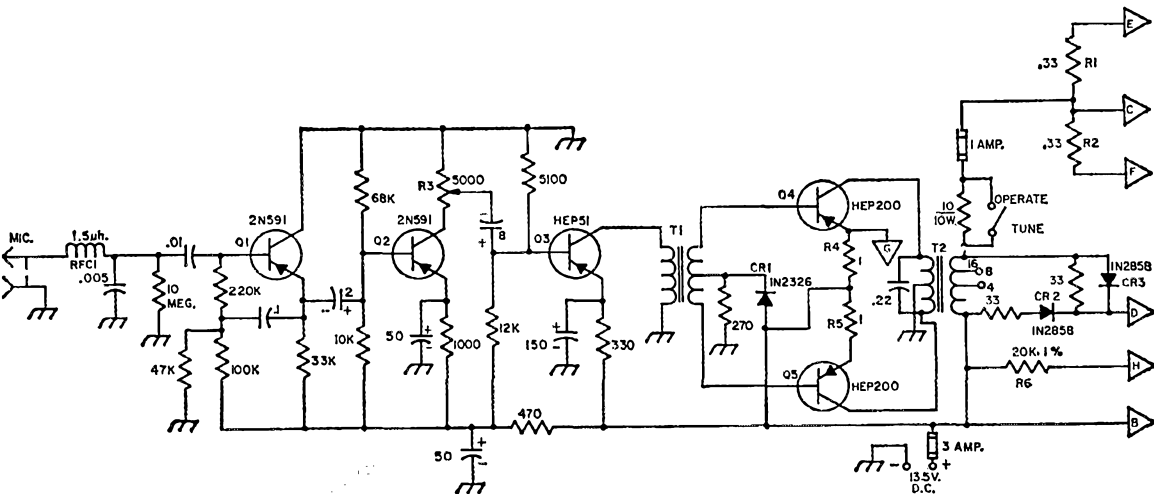 E
.33 R1
C
1 AMP.
.33 R2
F
R3 5000
5100
68K
Q4
HEP200
10
10W.
OPERATE
TUNE
2N591
2N591
HEP51
MIC.
1.5uh.
RFC1
.005
.01
Q1
Q2
8
Q3
T1
G
R4
1
T2
16
8
4
10 MEG.
220K
.1
2
CR1
1N2326
.22
33
1N2858
CR3
33
CR2
1N2858
D
270
R5
1
47K
100K
33K
10K
50
1000
12K
150
330
20K, 1%
R6
H
Q5
HEP200
470
B
50
3 AMP.
- +
13.5V.
D.C.